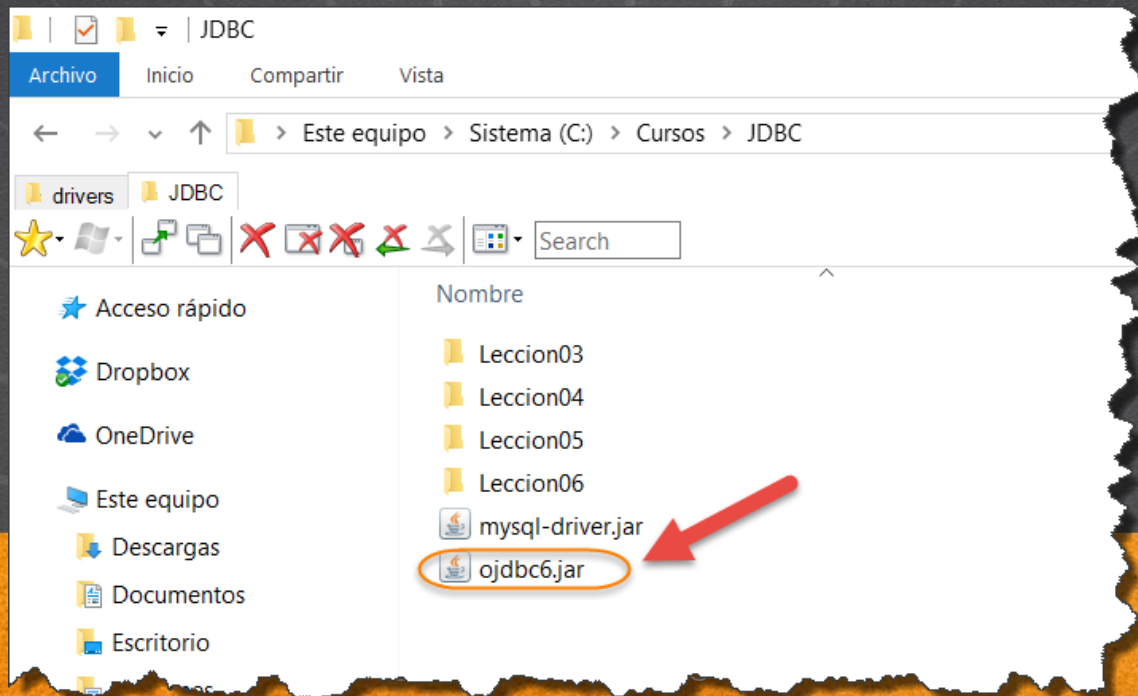 JDBC
Archivo Inicio Compartir Vista
> Este equipo > Sistema (C:) > Cursos > JDBC
drivers JDBC
Search
Nombre
Acceso rápido
Dropbox
OneDrive
Este equipo
Descargas
Documentos
Escritorio
Leccion03
Leccion04
Leccion05
Leccion06
mysql-driver.jar
ojdbc6.jar